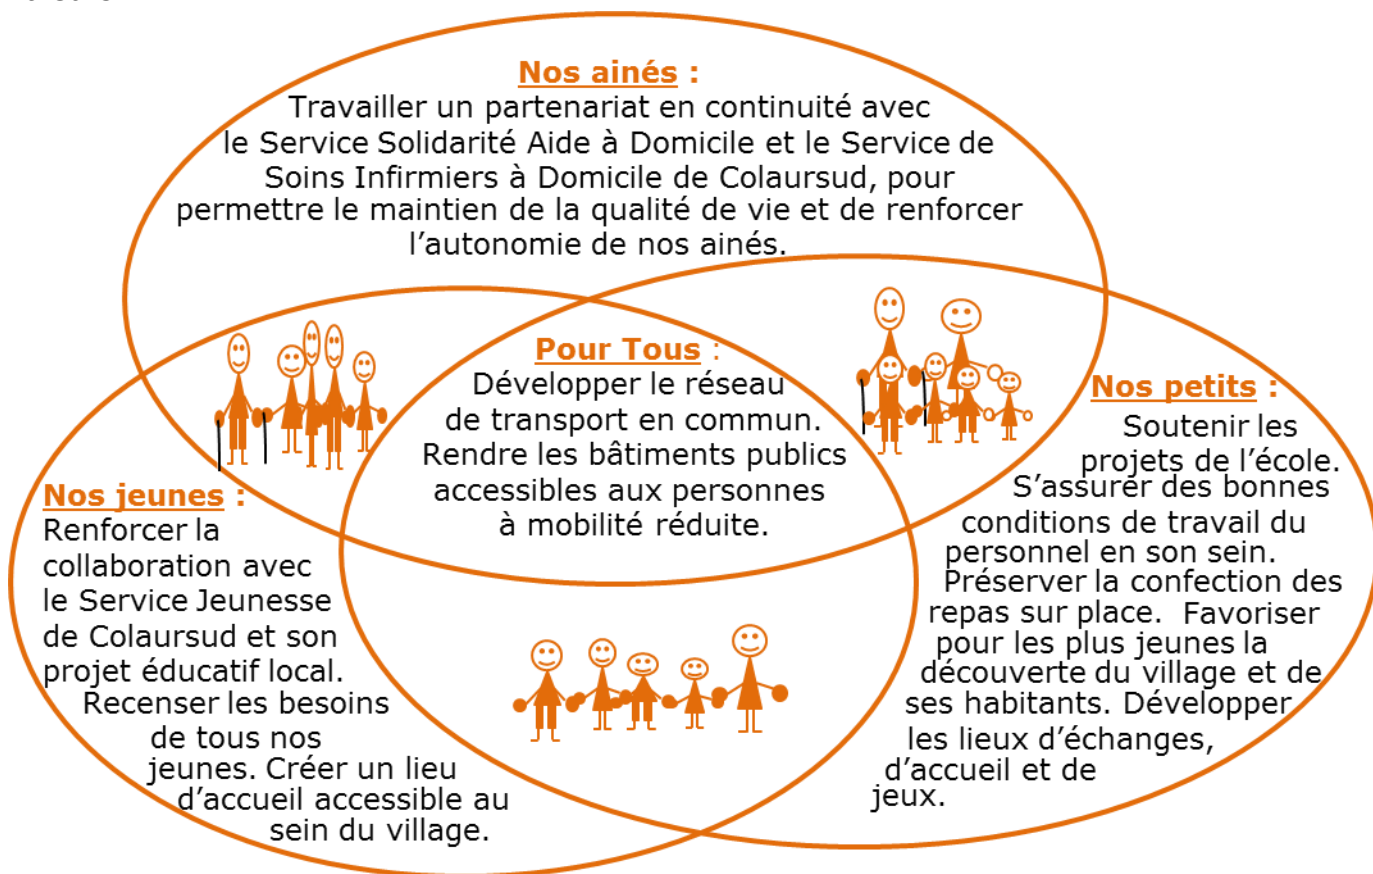 Nos ainés :
Travailler un partenariat en continuité avec
le Service Solidarité Aide à Domicile et le Service de
Soins Infirmiers à Domicile de Colaursud, pour
permettre le maintien de la qualité de vie et de renforcer
l’autonomie de nos ainés.
Pour Tous :
Développer le réseau
de transport en commun.
Rendre les bâtiments publics
accessibles aux personnes
à mobilité réduite.
Nos jeunes :
Renforcer la
collaboration avec
le Service Jeunesse
de Colaursud et son
projet éducatif local.
Recenser les besoins
de tous nos
jeunes. Créer un lieu
d’accueil accessible au
sein du village.
Nos petits :
Soutenir les
projets de l’école.
S’assurer des bonnes
conditions de travail du
personnel en son sein.
Préserver la confection des
repas sur place. Favoriser
pour les plus jeunes la
découverte du village et de
ses habitants. Développer
les lieux d’échanges,
d’accueil et de
jeux.